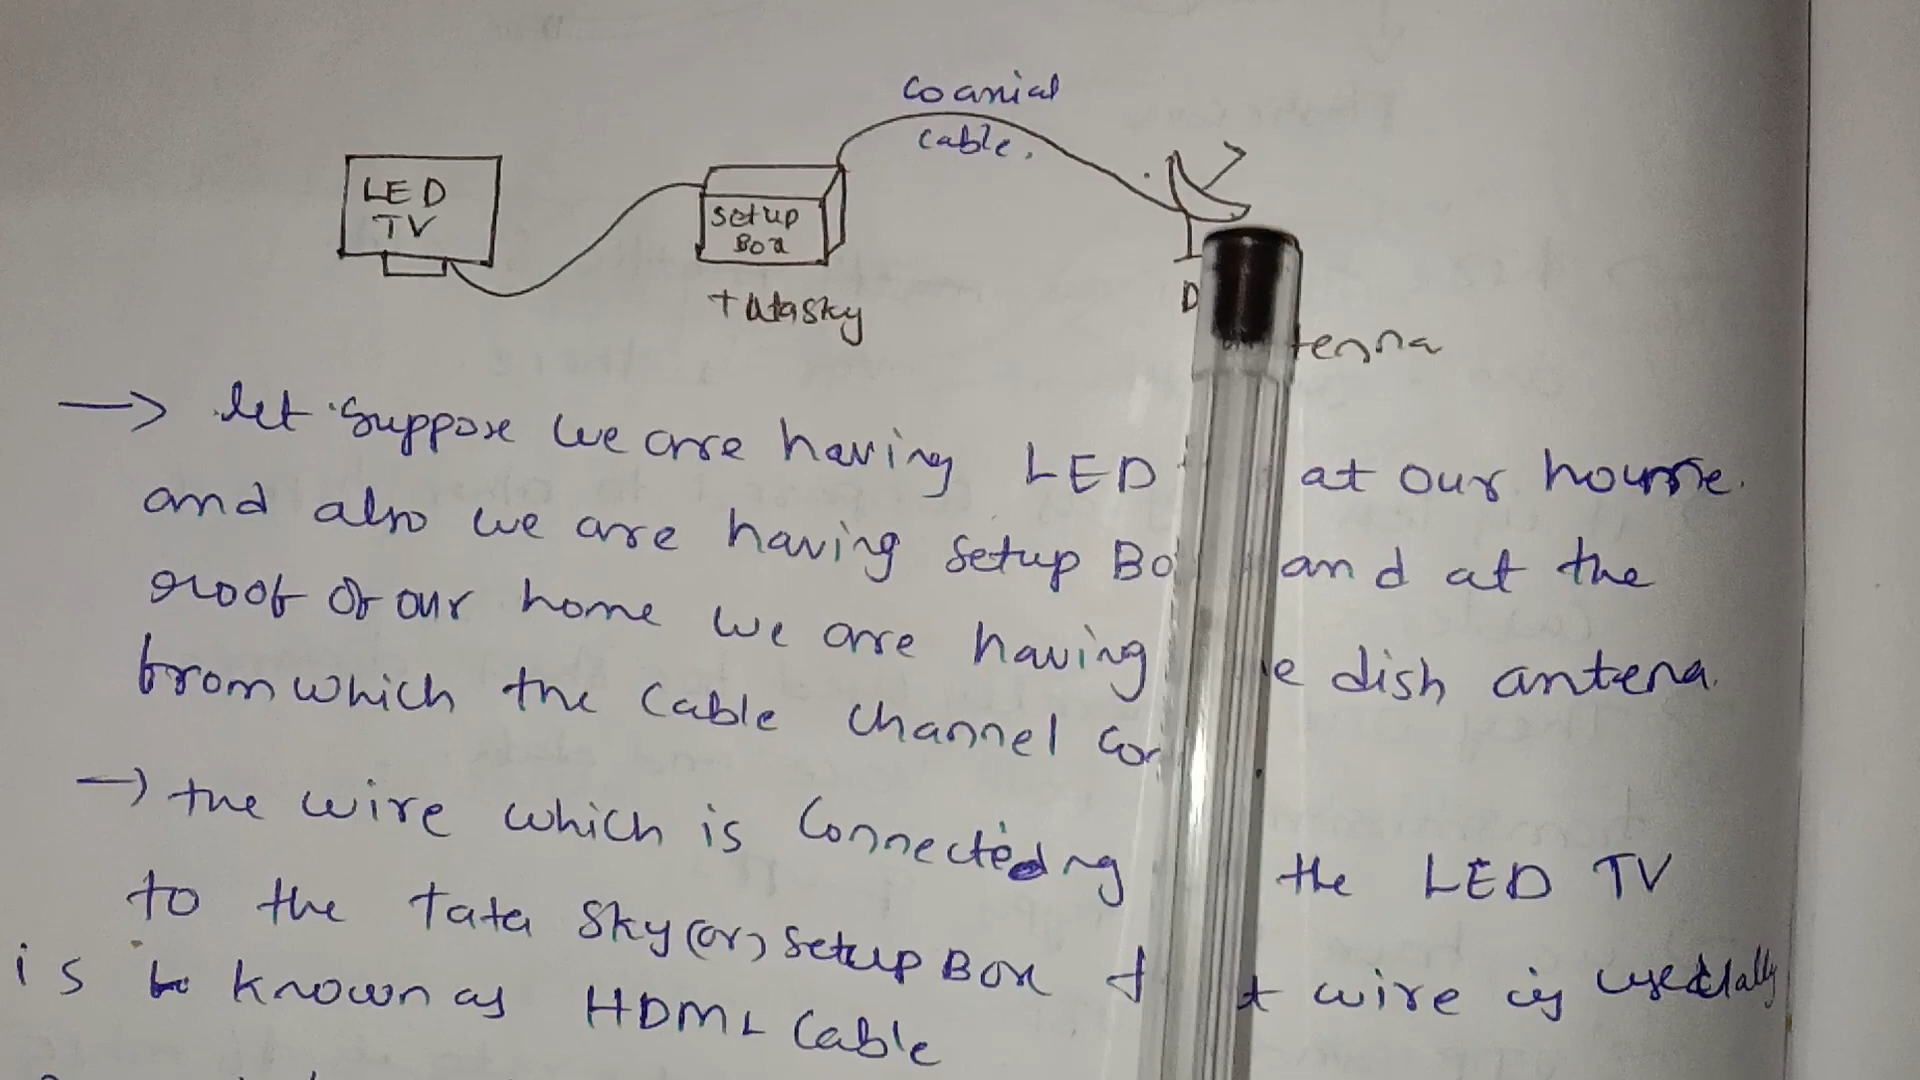 coaxial
cable.
LED
TV
setup
Box
tatasky
D
tenna
→ let suppose we are having LED at our house.
and also we are having setup Bo and at the
roof of our home we are having e dish antena.
from which the cable channel co
→ the wire which is connecteing the LED TV
to the tata sky (or) setup Box t wire is usedally
is known as HDML cable